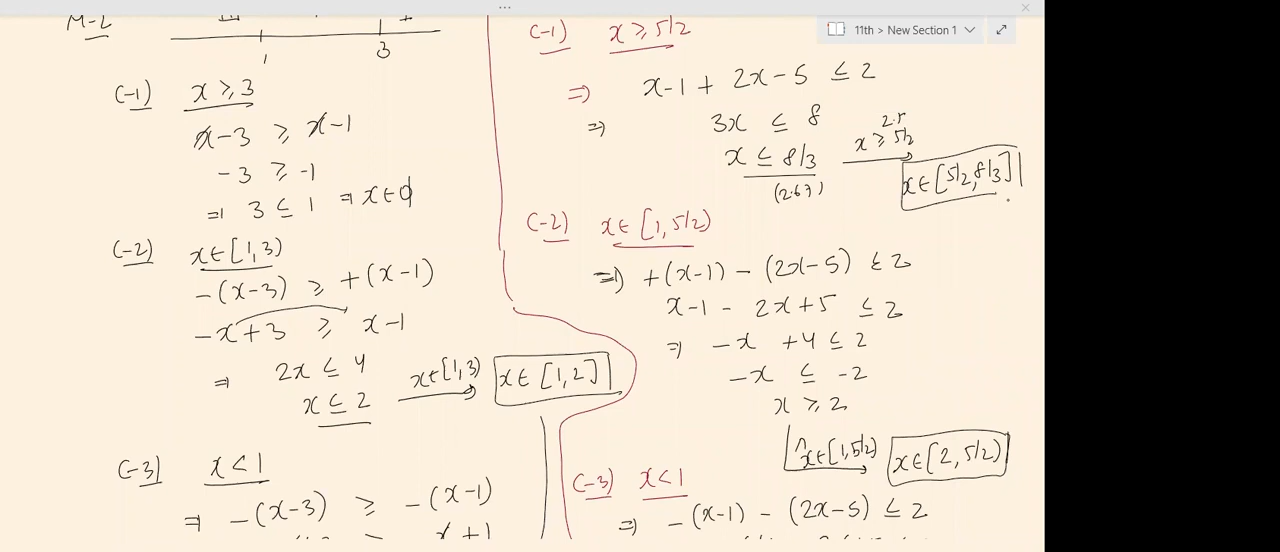 M-2
1 3
C-1) x ≥ 3
x-3 ≥ x-1
-3 ≥ -1
⇒ 3 ≤ 1 ⇒ x∈ϕ
C-2) x∈[1,3)
-(x-3) ≥ +(x-1)
-x+3 ≥ x-1
⇒ 2x ≤ 4
x ≤ 2 x∈[1,3) → x∈[1,2]
C-3) x<1
⇒ -(x-3) ≥ -(x-1)
x+1
11th > New Section 1
C-1) x ≥ 5/2
⇒ x-1 + 2x-5 ≤ 2
⇒ 3x ≤ 8
x ≤ 8/3 x ≥ 5/2 → x∈[5/2, 8/3]
2.5
(2.67)
C-2) x∈[1, 5/2)
⇒ +(x-1) - (2x-5) ≤ 2
x-1 - 2x+5 ≤ 2
⇒ -x +4 ≤ 2
-x ≤ -2
x ≥ 2
∩ x∈[1,5/2) → x∈[2, 5/2)
C-3) x<1
⇒ -(x-1) - (2x-5) ≤ 2